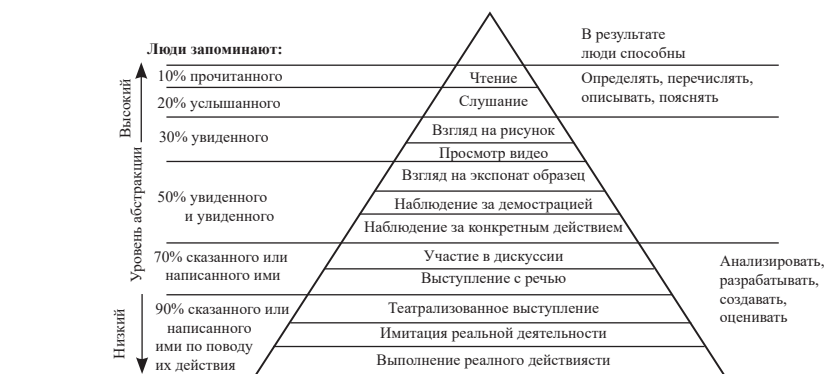 В результате
люди способны
Люди запоминают:
10% прочитанного
Чтение
Определять, перечислять,
описывать, пояснять
20% услышанного
Слушание
30% увиденного
Взгляд на рисунок
Просмотр видео
Взгляд на экспонат образец
50% увиденного
и увиденного
Наблюдение за демострацией
Наблюдение за конкретным действием
70% сказанного или
написанного ими
Участие в дискуссии
Выступление с речью
Анализировать,
разрабатывать,
создавать,
оценивать
90% сказанного или
написанного
ими по поводу
их действия
Театрализованное выступление
Имитация реальной деятельности
Выполнение реалного действиясти
Высокий
Уровень абстракции
Низкий